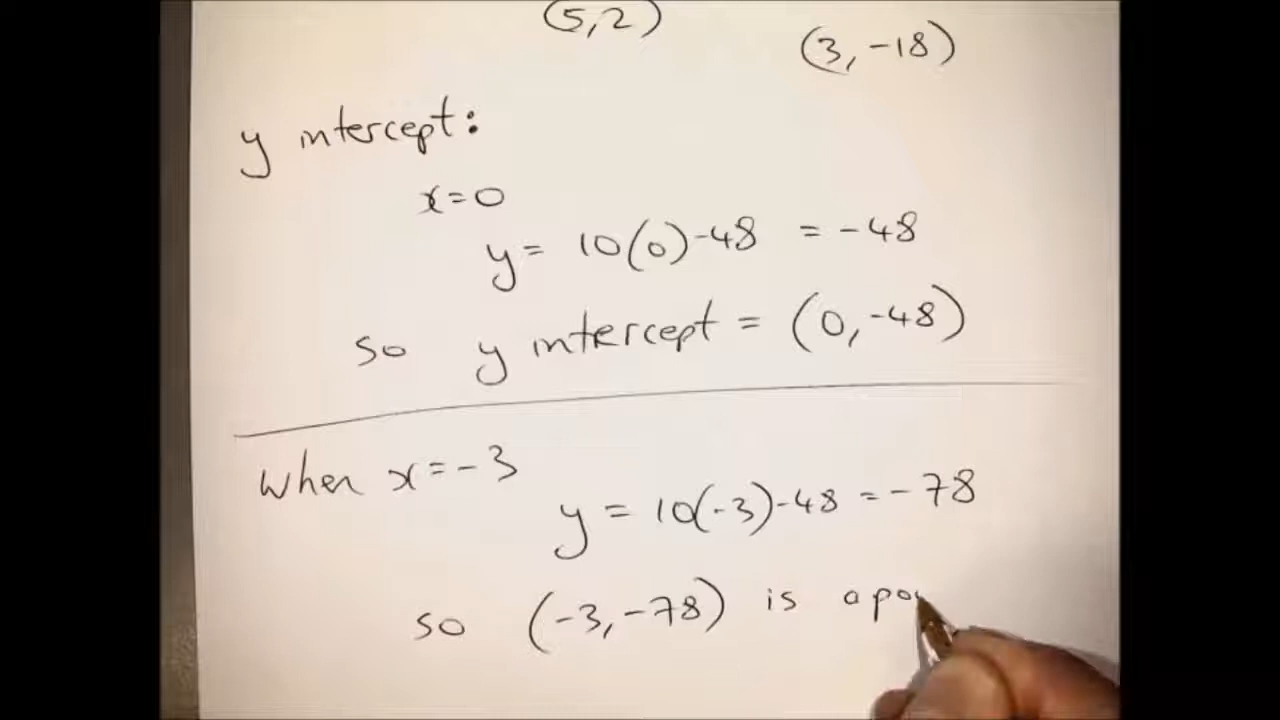 (5,2)
(3,-18)
y intercept:
x=0
y= 10(0)-48 = -48
so y intercept = (0,-48)
when x=-3
y = 10(-3)-48 = -78
so (-3,-78) is a po